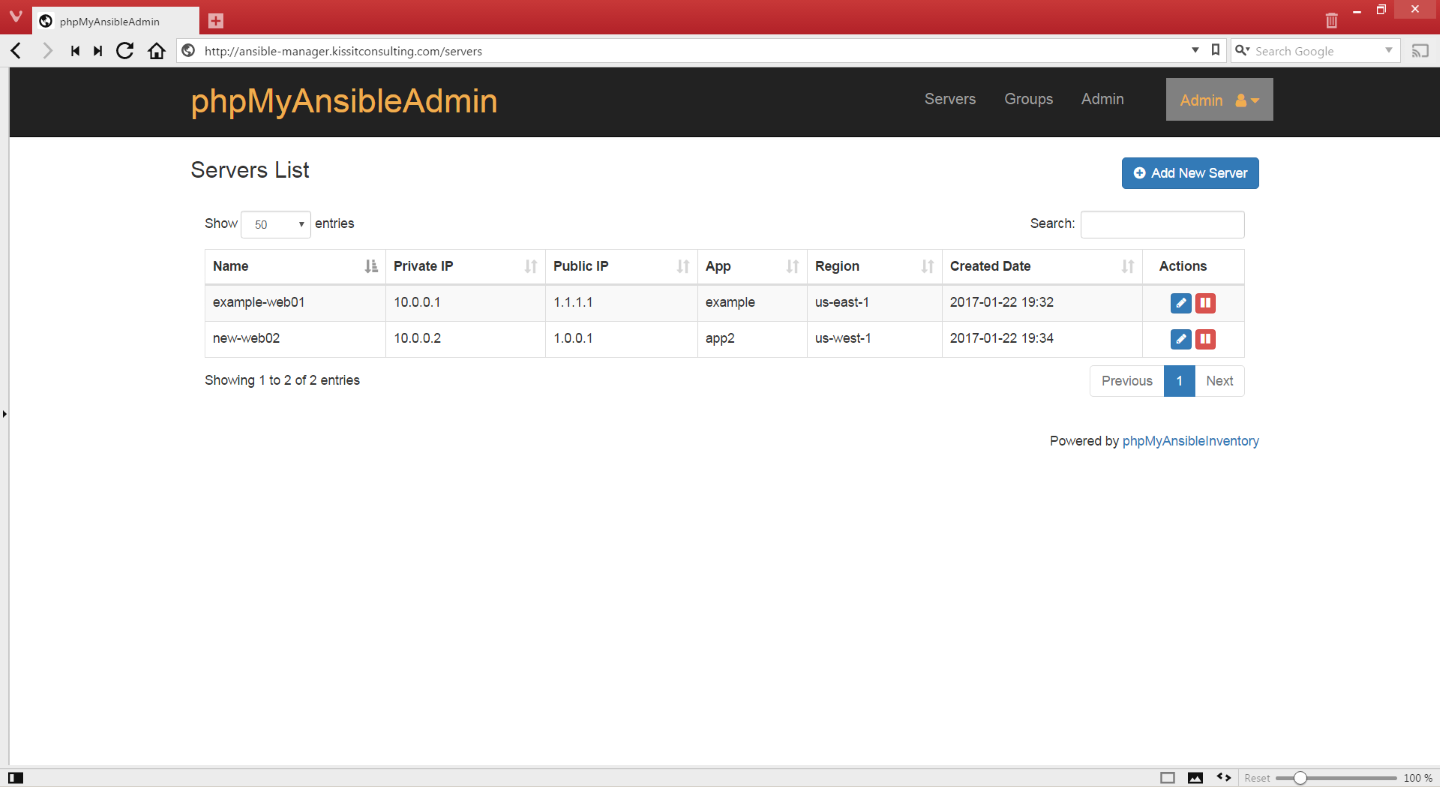 phpMyAnsibleAdmin
http://ansible-manager.kissitconsulting.com/servers Search Google
phpMyAnsibleAdmin Servers Groups Admin Admin
Servers List Add New Server
Show 50 entries Search:
Name Private IP Public IP App Region Created Date Actions
example-web01 10.0.0.1 1.1.1.1 example us-east-1 2017-01-22 19:32
new-web02 10.0.0.2 1.0.0.1 app2 us-west-1 2017-01-22 19:34
Showing 1 to 2 of 2 entries Previous 1 Next
Powered by phpMyAnsibleInventory
Reset 100 %